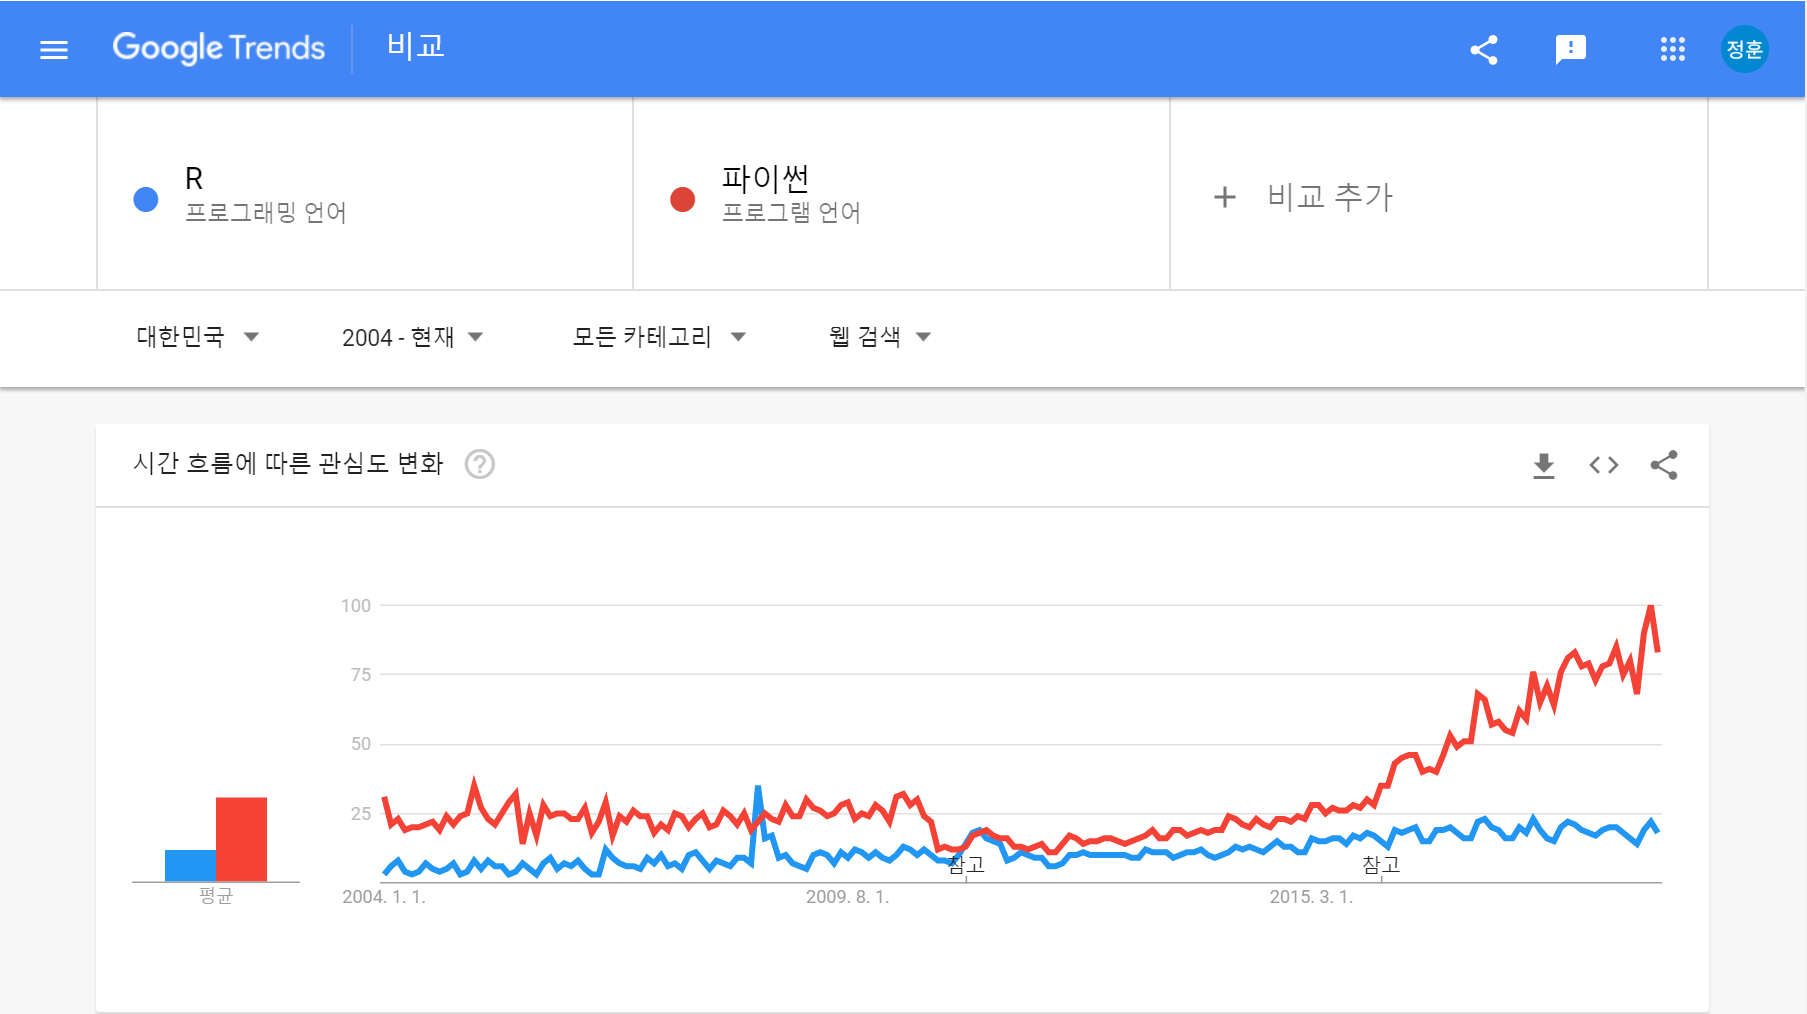 Google Trends
비교
정훈
R
프로그래밍 언어
파이썬
프로그램 언어
+ 비교 추가
대한민국
2004 - 현재
모든 카테고리
웹 검색
시간 흐름에 따른 관심도 변화
?
100
75
50
25
참고
참고
평균
2004. 1. 1.
2009. 8. 1.
2015. 3. 1.